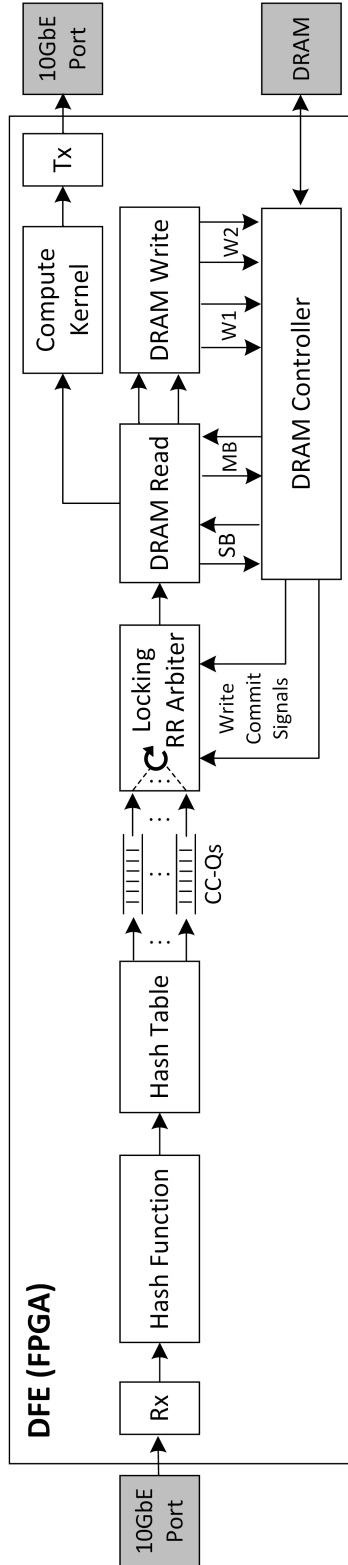 DFE (FPGA)
10GbE
Port
Rx
Hash Function
Hash Table
...
...
...
CC-Qs
...
Locking
RR Arbiter
Write
Commit
Signals
DRAM Read
SB
MB
DRAM Write
W1
W2
DRAM Controller
Compute
Kernel
Tx
10GbE
Port
DRAM